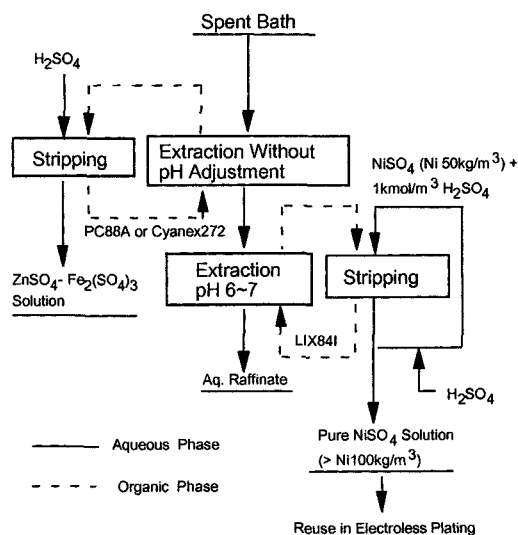 Spent Bath
H₂SO₄
Stripping
Extraction Without
pH Adjustment
NiSO₄ (Ni 50kg/m³) +
1kmol/m³ H₂SO₄
PC88A or Cyanex272
ZnSO₄- Fe₂(SO₄)₃
Solution
Extraction
pH 6~7
Stripping
LIX84I
Aq. Raffinate
H₂SO₄
Pure NiSO₄ Solution
(> Ni100kg/m³)
Aqueous Phase
Organic Phase
Reuse in Electroless Plating